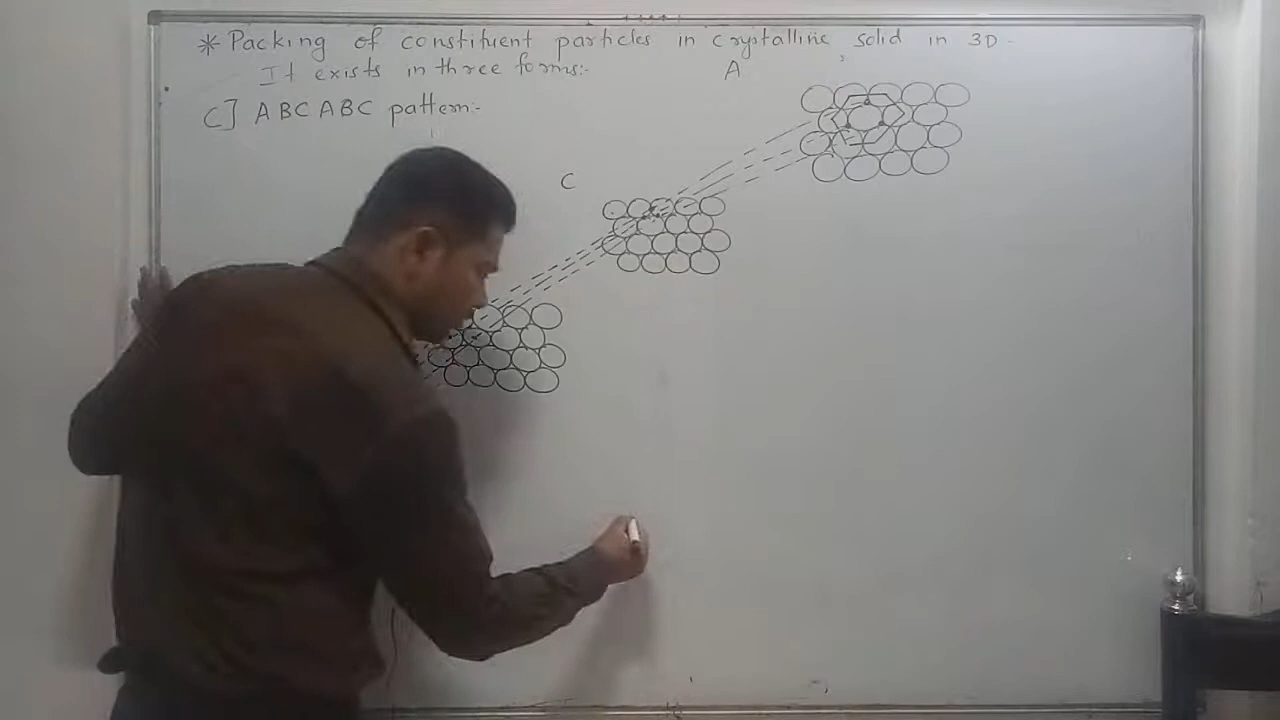 * Packing of constituent particles in crystalline solid in 3D -
It exists in three forms:-
A
C] ABCABC pattern:-
C